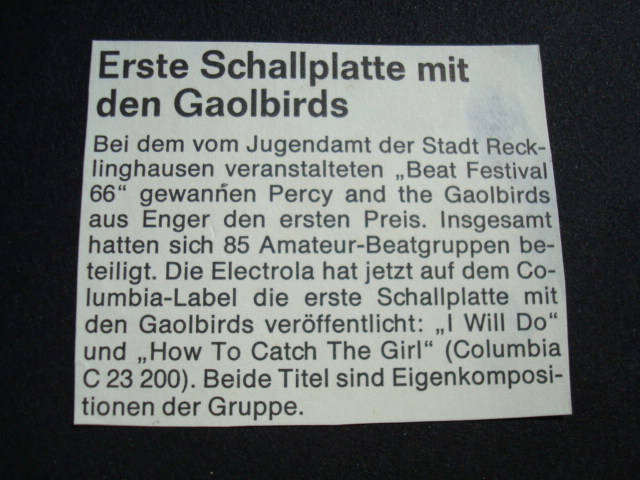 Erste Schallplatte mit
den Gaolbirds
Bei dem vom Jugendamt der Stadt Reck-
linghausen veranstalteten „Beat Festival
66“ gewannen Percy and the Gaolbirds
aus Enger den ersten Preis. Insgesamt
hatten sich 85 Amateur-Beatgruppen be-
teiligt. Die Electrola hat jetzt auf dem Co-
lumbia-Label die erste Schallplatte mit
den Gaolbirds veröffentlicht: „I Will Do“
und „How To Catch The Girl“ (Columbia
C 23 200). Beide Titel sind Eigenkomposi-
tionen der Gruppe.